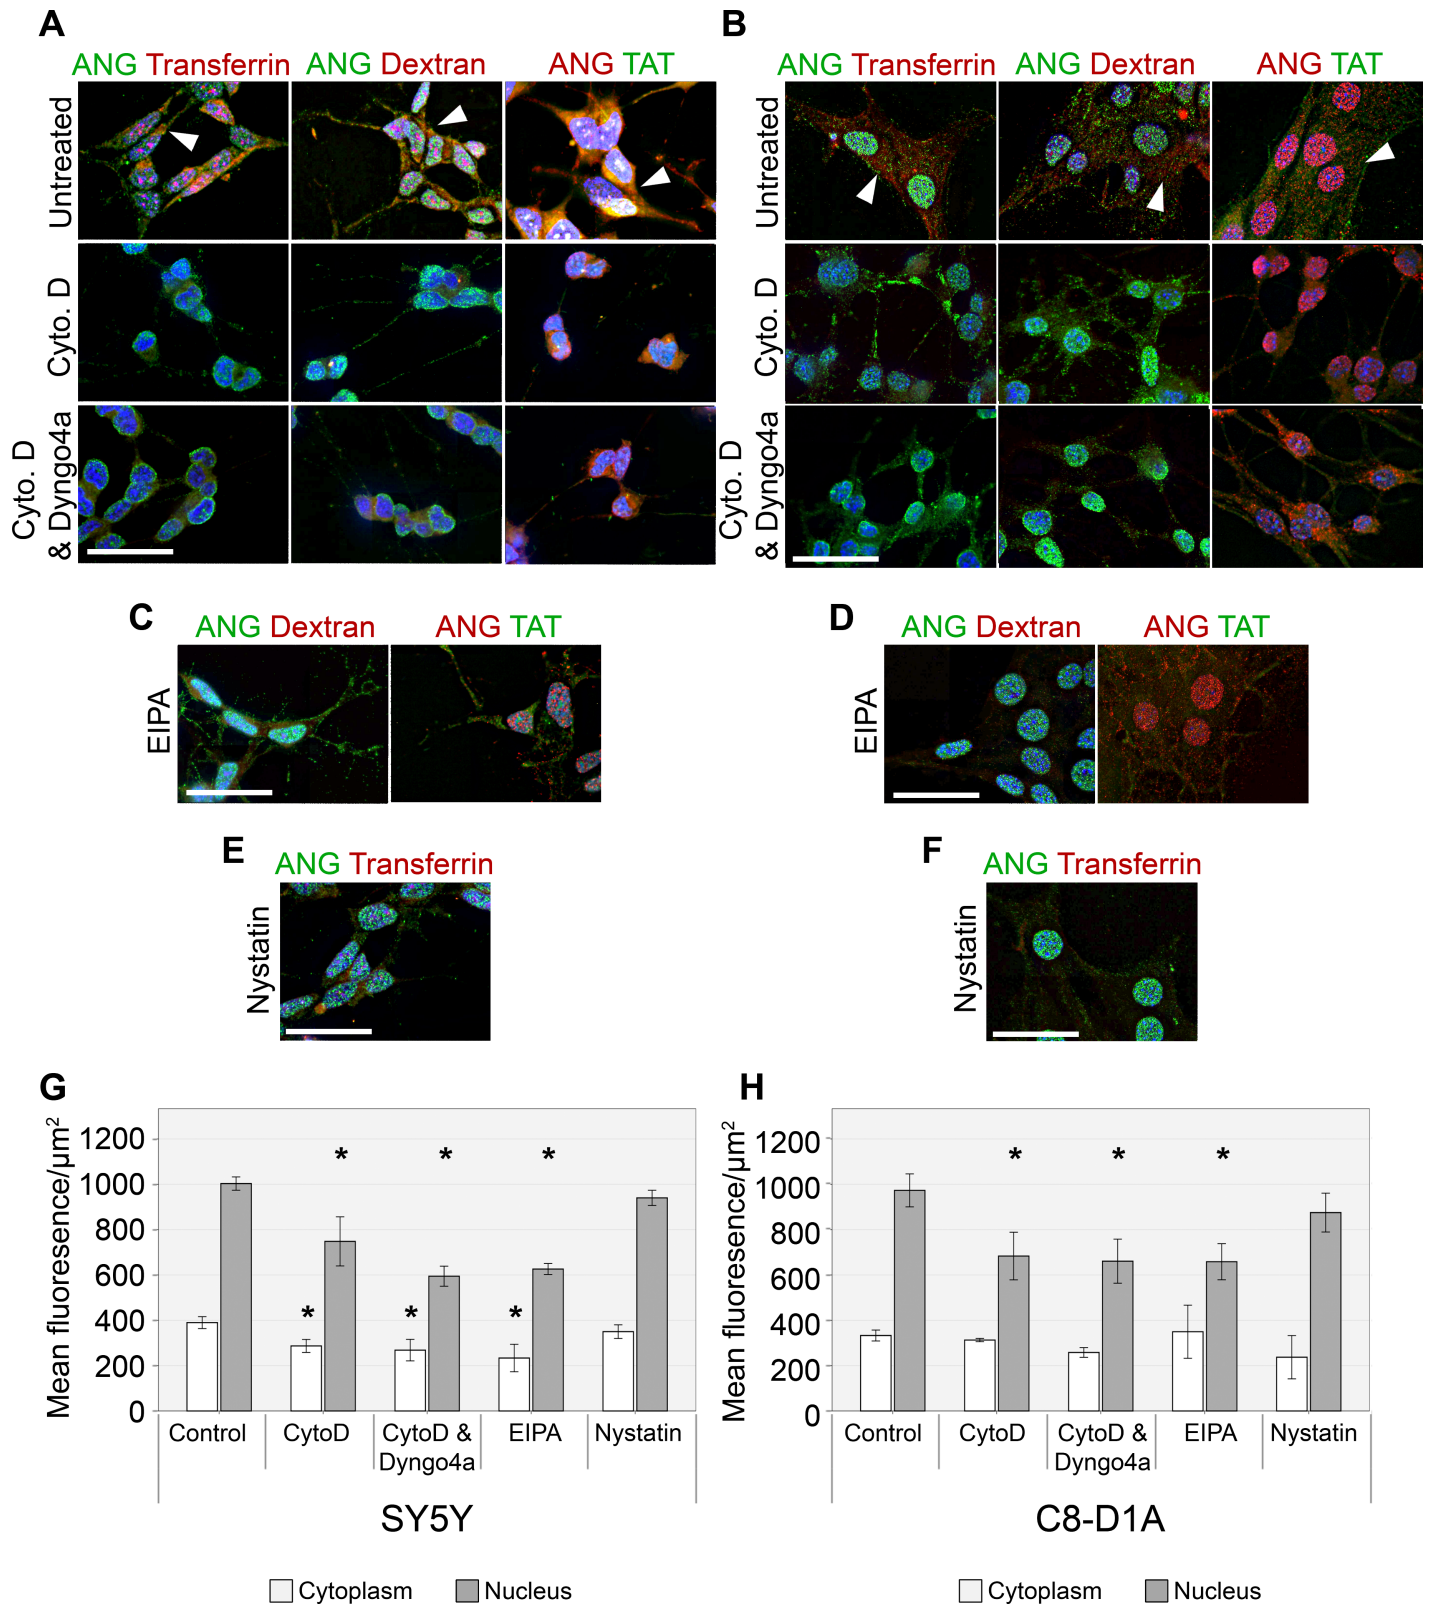 A
B
ANG Transferrin
ANG Dextran
ANG TAT
ANG Transferrin
ANG Dextran
ANG TAT
Untreated
Untreated
Cyto. D
Cyto. D
Cyto. D
& Dyngo4a
Cyto. D
& Dyngo4a
C
D
ANG Dextran
ANG TAT
ANG Dextran
ANG TAT
EIPA
EIPA
E
F
ANG Transferrin
ANG Transferrin
Nystatin
Nystatin
G
Mean fluoresence/µm²
1200
1000
800
600
400
200
0
* * *
* * *
Control
CytoD
CytoD &
Dyngo4a
EIPA
Nystatin
SY5Y
Cytoplasm
Nucleus
H
Mean fluoresence/µm²
1200
1000
800
600
400
200
0
* * *
Control
CytoD
CytoD &
Dyngo4a
EIPA
Nystatin
C8-D1A
Cytoplasm
Nucleus